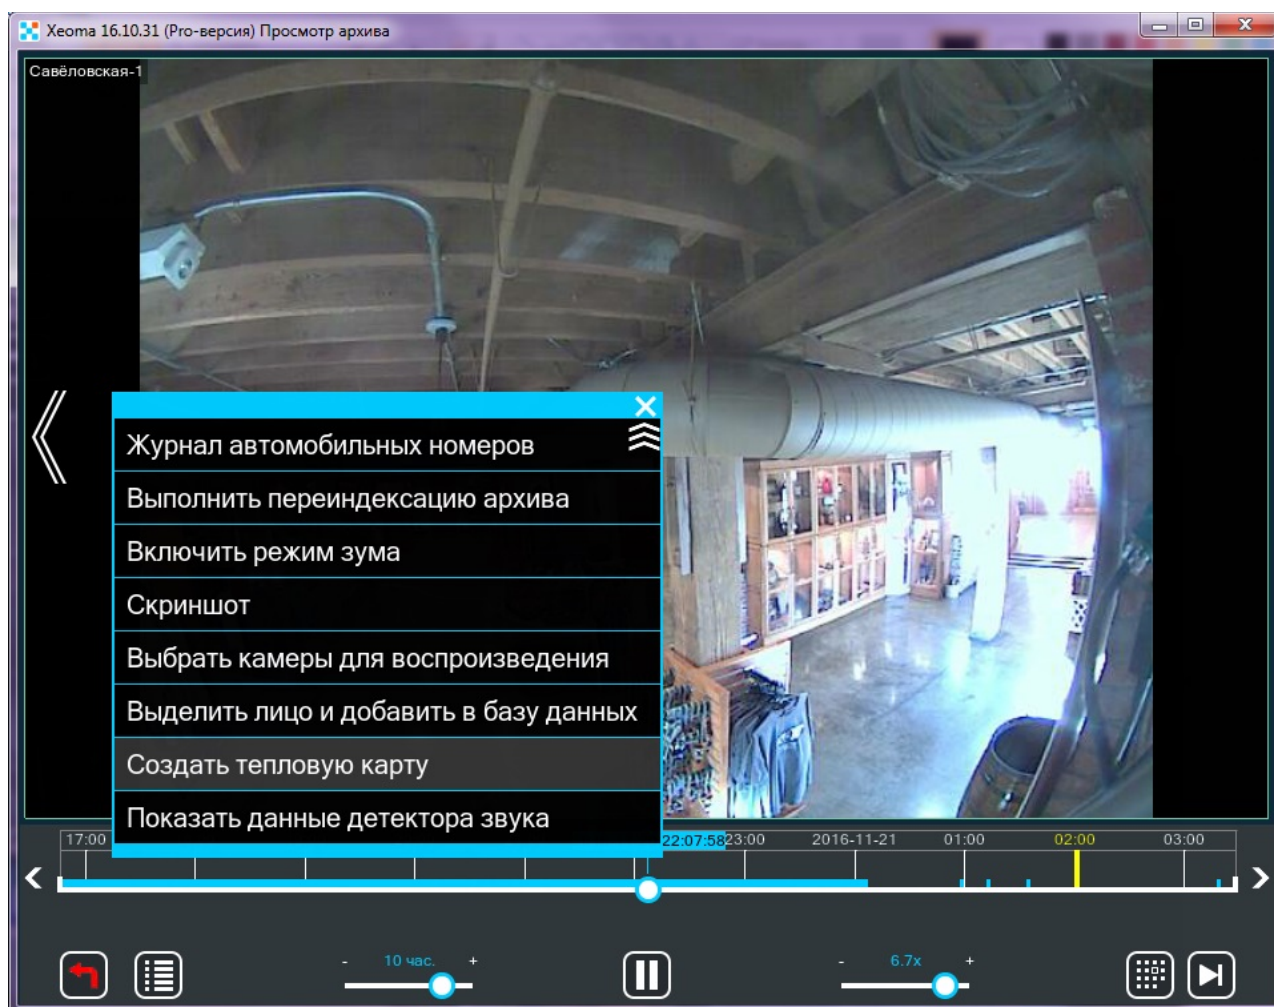 Xeoma 16.10.31 (Pro-версия) Просмотр архива
Савёловская-1
Журнал автомобильных номеров
Выполнить переиндексацию архива
Включить режим зума
Скриншот
Выбрать камеры для воспроизведения
Выделить лицо и добавить в базу данных
Создать тепловую карту
Показать данные детектора звука
17:00 22:07:58 23:00 2016-11-21 01:00 02:00 03:00
- 10 час. + - 6.7x +